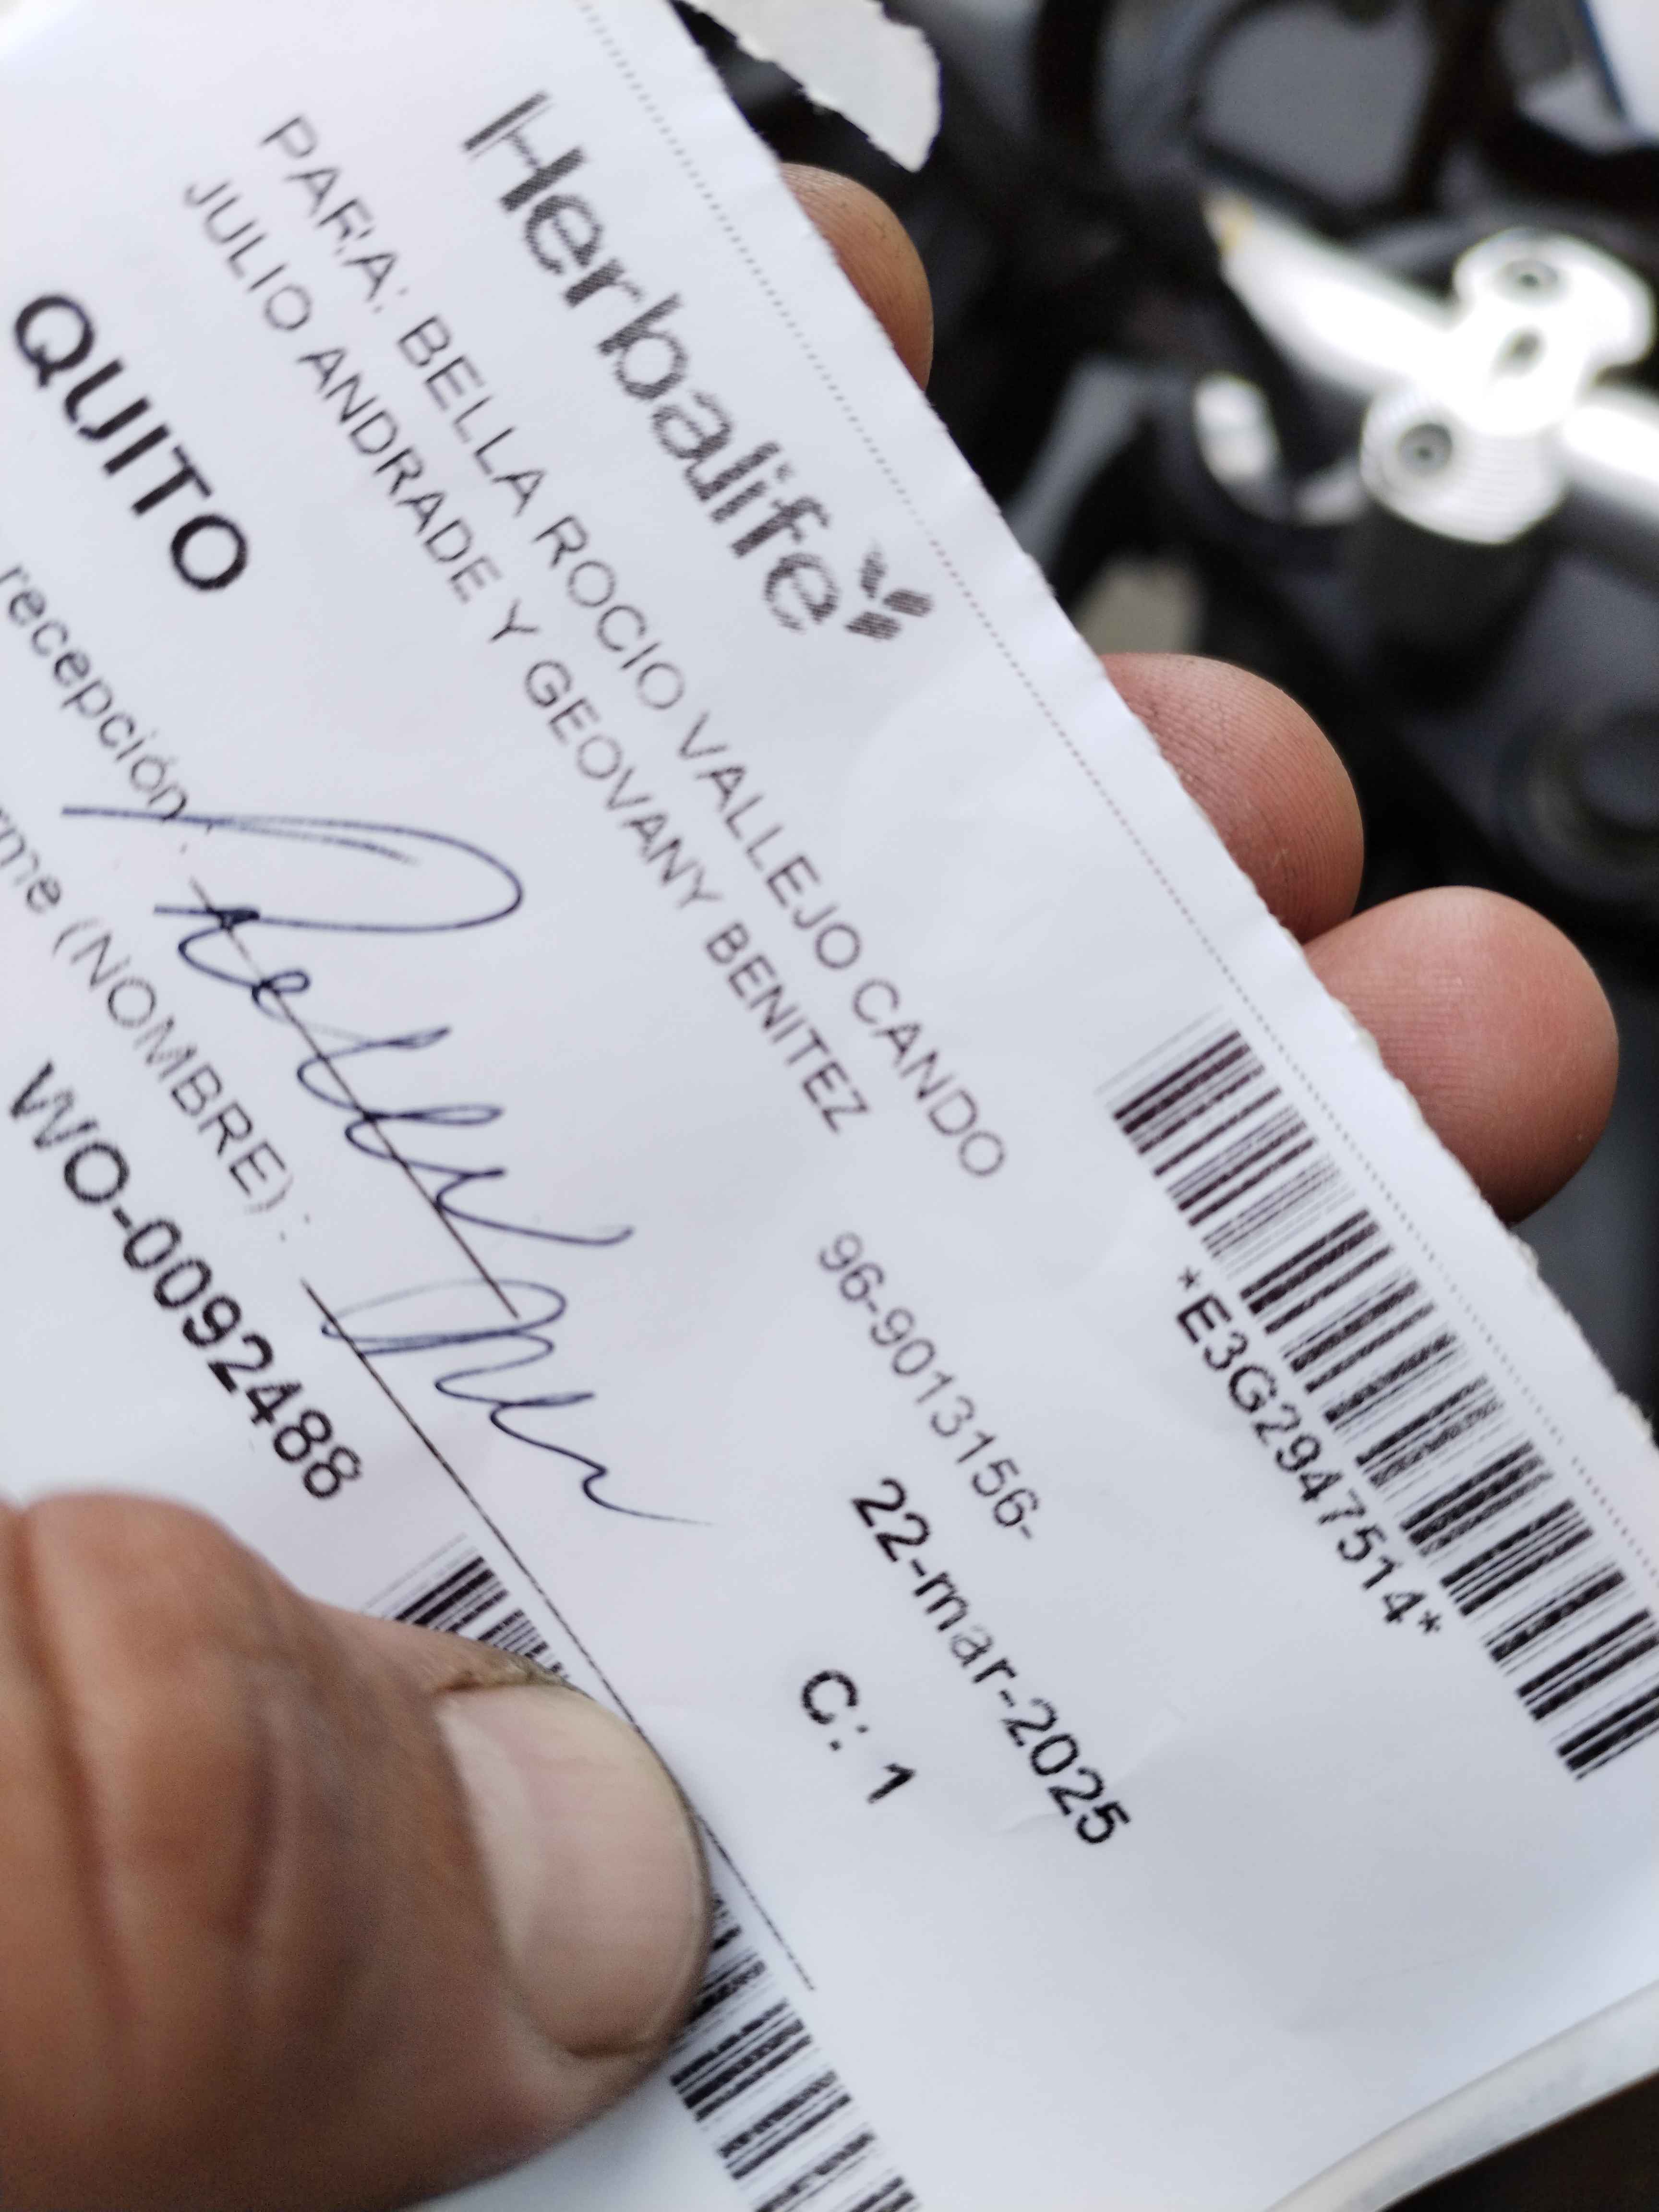 Herbalife
*E3G2947514*
PARA: BELLA ROCIO VALLEJO CANDO
96-9013156-
JULIO ANDRADE Y GEOVANY BENITEZ
22-mar-2025
QUITO
C: 1
recepción
(NOMBRE) :
WO-0092488